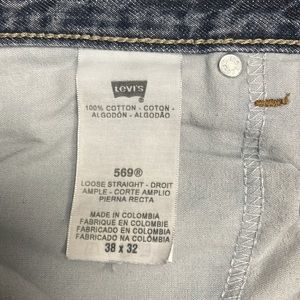 Levi's
100% COTTON - COTON -
ALGODÓN - ALGODÃO
569®
LOOSE STRAIGHT - DROIT
AMPLE - CORTE AMPLIO
PIERNA RECTA
MADE IN COLOMBIA
FABRIQUE EN COLOMBIE
FABRICADO EN COLOMBIA
FABRICADO NA COLÔMBIA
38 x 32